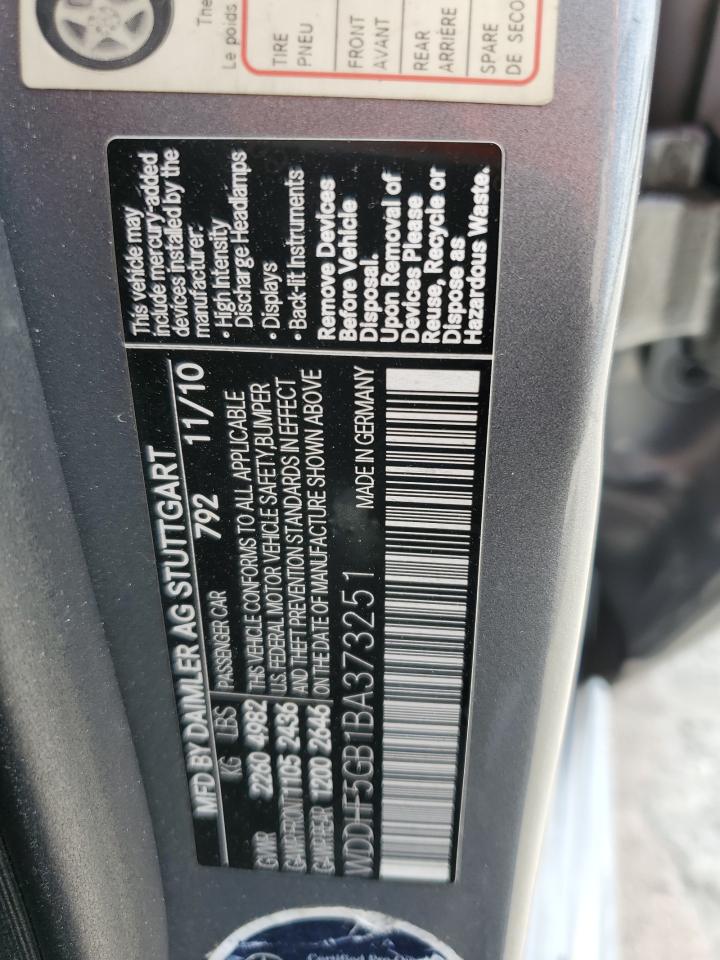 The
Le poids
TIRE
PNEU
FRONT
AVANT
REAR
ARRIÈRE
SPARE
DE SECO
This vehicle may
include mercury-added
devices installed by the
manufacturer:
• High Intensity
Discharge Headlamps
• Displays
• Back-lit Instruments
Remove Devices
Before Vehicle
Disposal.
Upon Removal of
Devices Please
Reuse, Recycle or
Dispose as
Hazardous Waste.
MFD BY DAIMLER AG STUTTGART
792 11/10
KG LBS PASSENGER CAR
GVWR 2260 4982 THIS VEHICLE CONFORMS TO ALL APPLICABLE
U.S. FEDERAL MOTOR VEHICLE SAFETY,BUMPER
GAWR-FRONT 1105 2436 AND THEFT PREVENTION STANDARDS IN EFFECT
GAWR-REAR 1200 2646 ON THE DATE OF MANUFACTURE SHOWN ABOVE
WDDHF5GB1BA373251 MADE IN GERMANY
Certified Pre-Owned